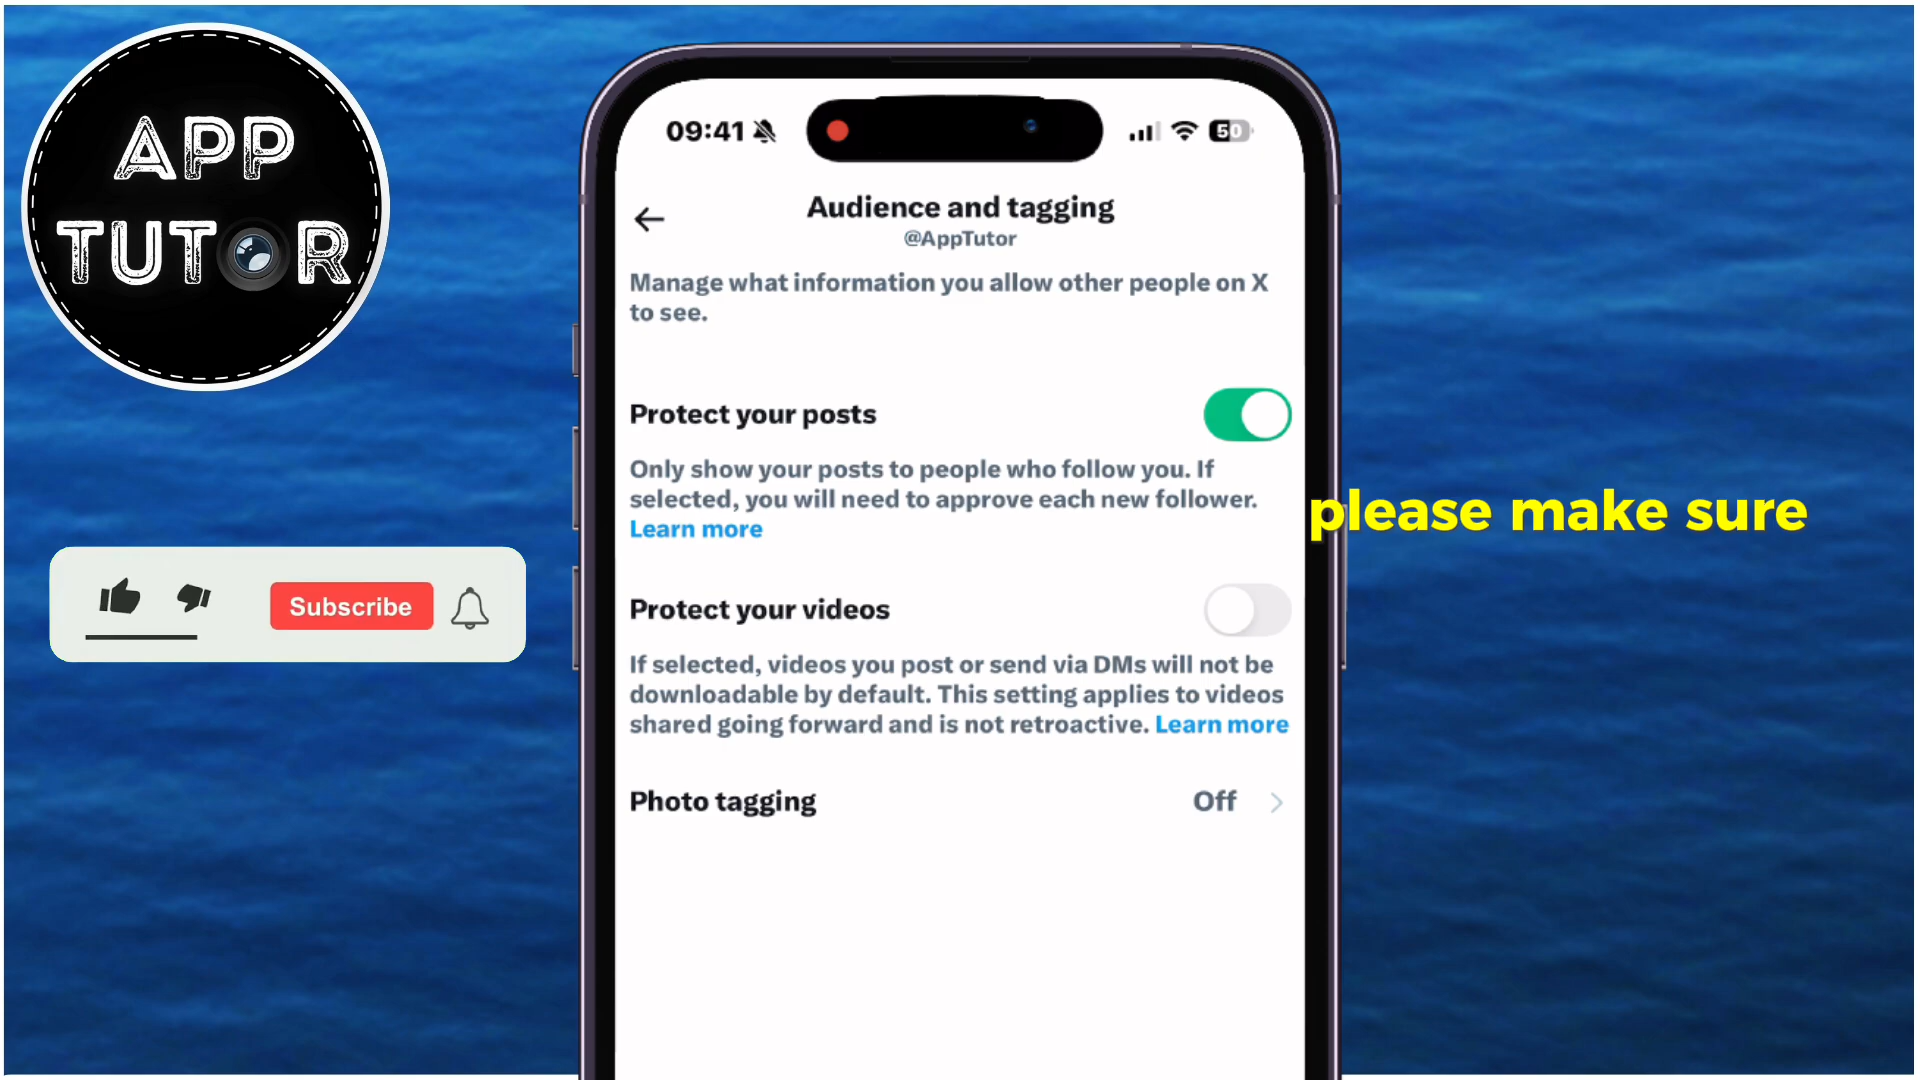 APP
TUTOR
09:41
50
Audience and tagging
@AppTutor
Manage what information you allow other people on X
to see.
Protect your posts
Only show your posts to people who follow you. If
selected, you will need to approve each new follower.
Learn more
please make sure
Subscribe
Protect your videos
If selected, videos you post or send via DMs will not be
downloadable by default. This setting applies to videos
shared going forward and is not retroactive. Learn more
Photo tagging
Off